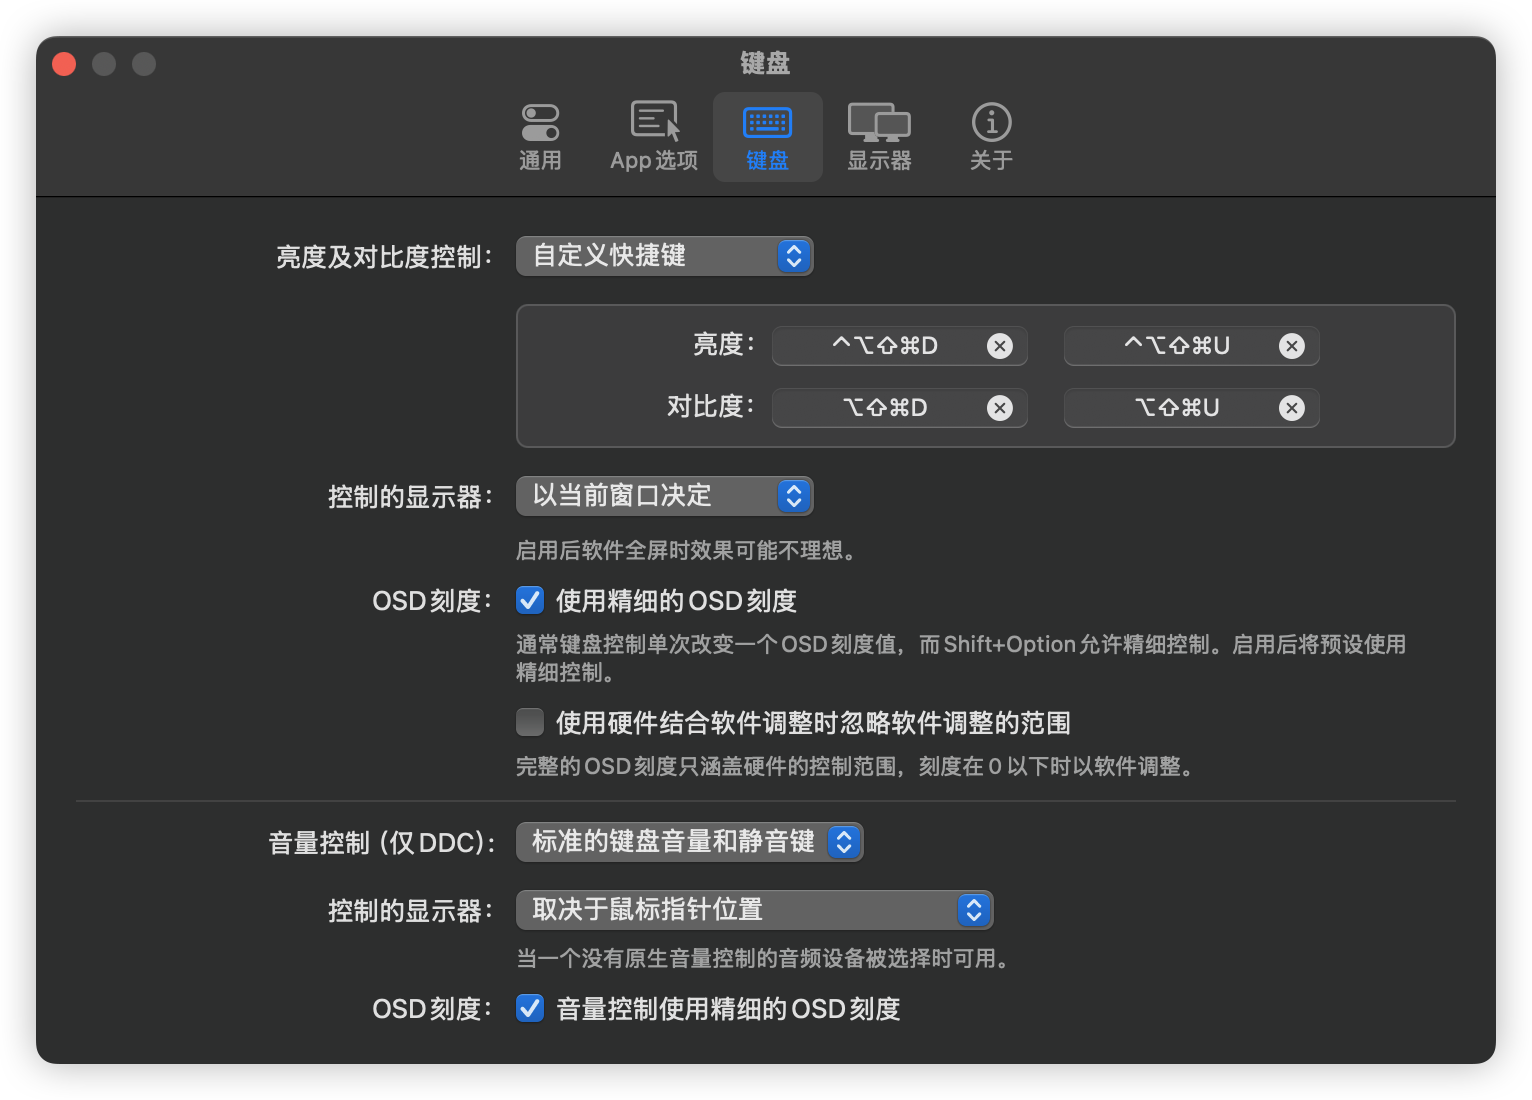 键盘
通用 App 选项 键盘 显示器 关于
亮度及对比度控制： 自定义快捷键
亮度： ^⌥⇧⌘D ^⌥⇧⌘U
对比度： ⌥⇧⌘D ⌥⇧⌘U
控制的显示器： 以当前窗口决定
启用后软件全屏时效果可能不理想。
OSD 刻度： 使用精细的 OSD 刻度
通常键盘控制单次改变一个 OSD 刻度值，而 Shift+Option 允许精细控制。启用后将预设使用
精细控制。
使用硬件结合软件调整时忽略软件调整的范围
完整的 OSD 刻度只涵盖硬件的控制范围，刻度在 0 以下时以软件调整。
音量控制（仅 DDC）： 标准的键盘音量和静音键
控制的显示器： 取决于鼠标指针位置
当一个没有原生音量控制的音频设备被选择时可用。
OSD 刻度： 音量控制使用精细的 OSD 刻度